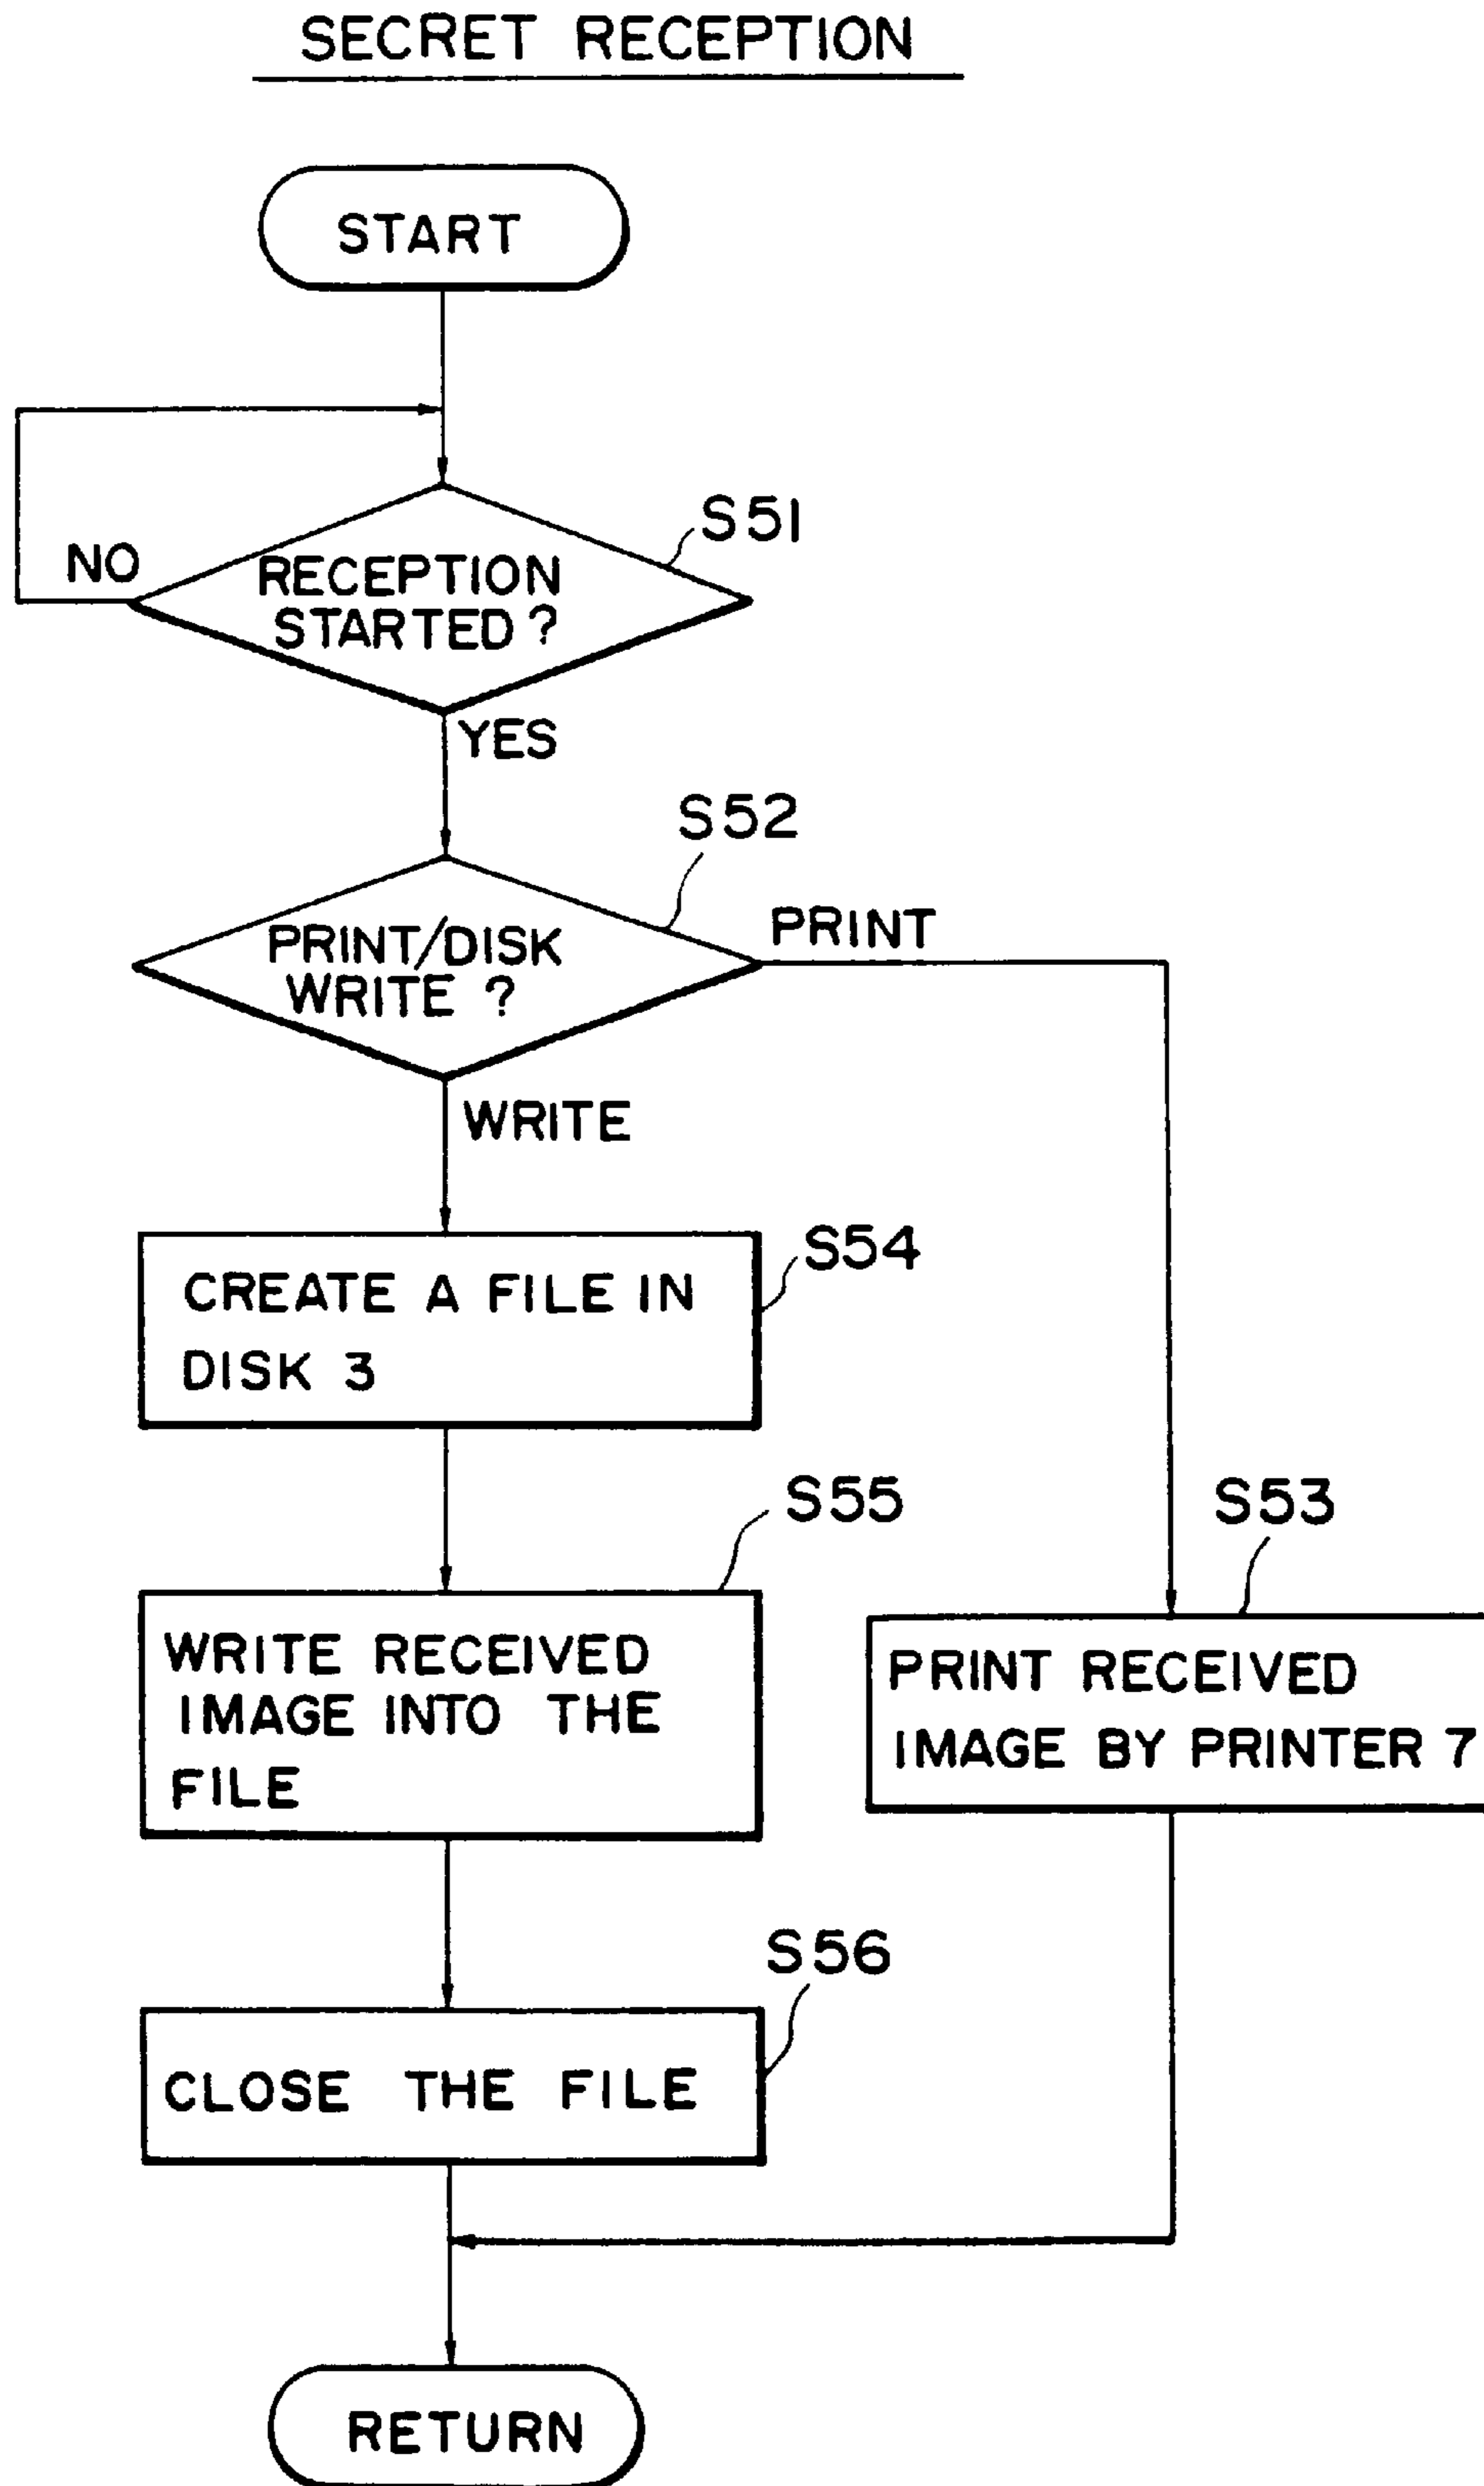 SECRET RECEPTION
START
S51
NO
RECEPTION
STARTED ?
YES
S52
PRINT
PRINT/DISK
WRITE ?
WRITE
S54
CREATE A FILE IN
DISK 3
S55
S53
WRITE RECEIVED
IMAGE INTO THE
FILE
PRINT RECEIVED
IMAGE BY PRINTER 7
S56
CLOSE THE FILE
RETURN